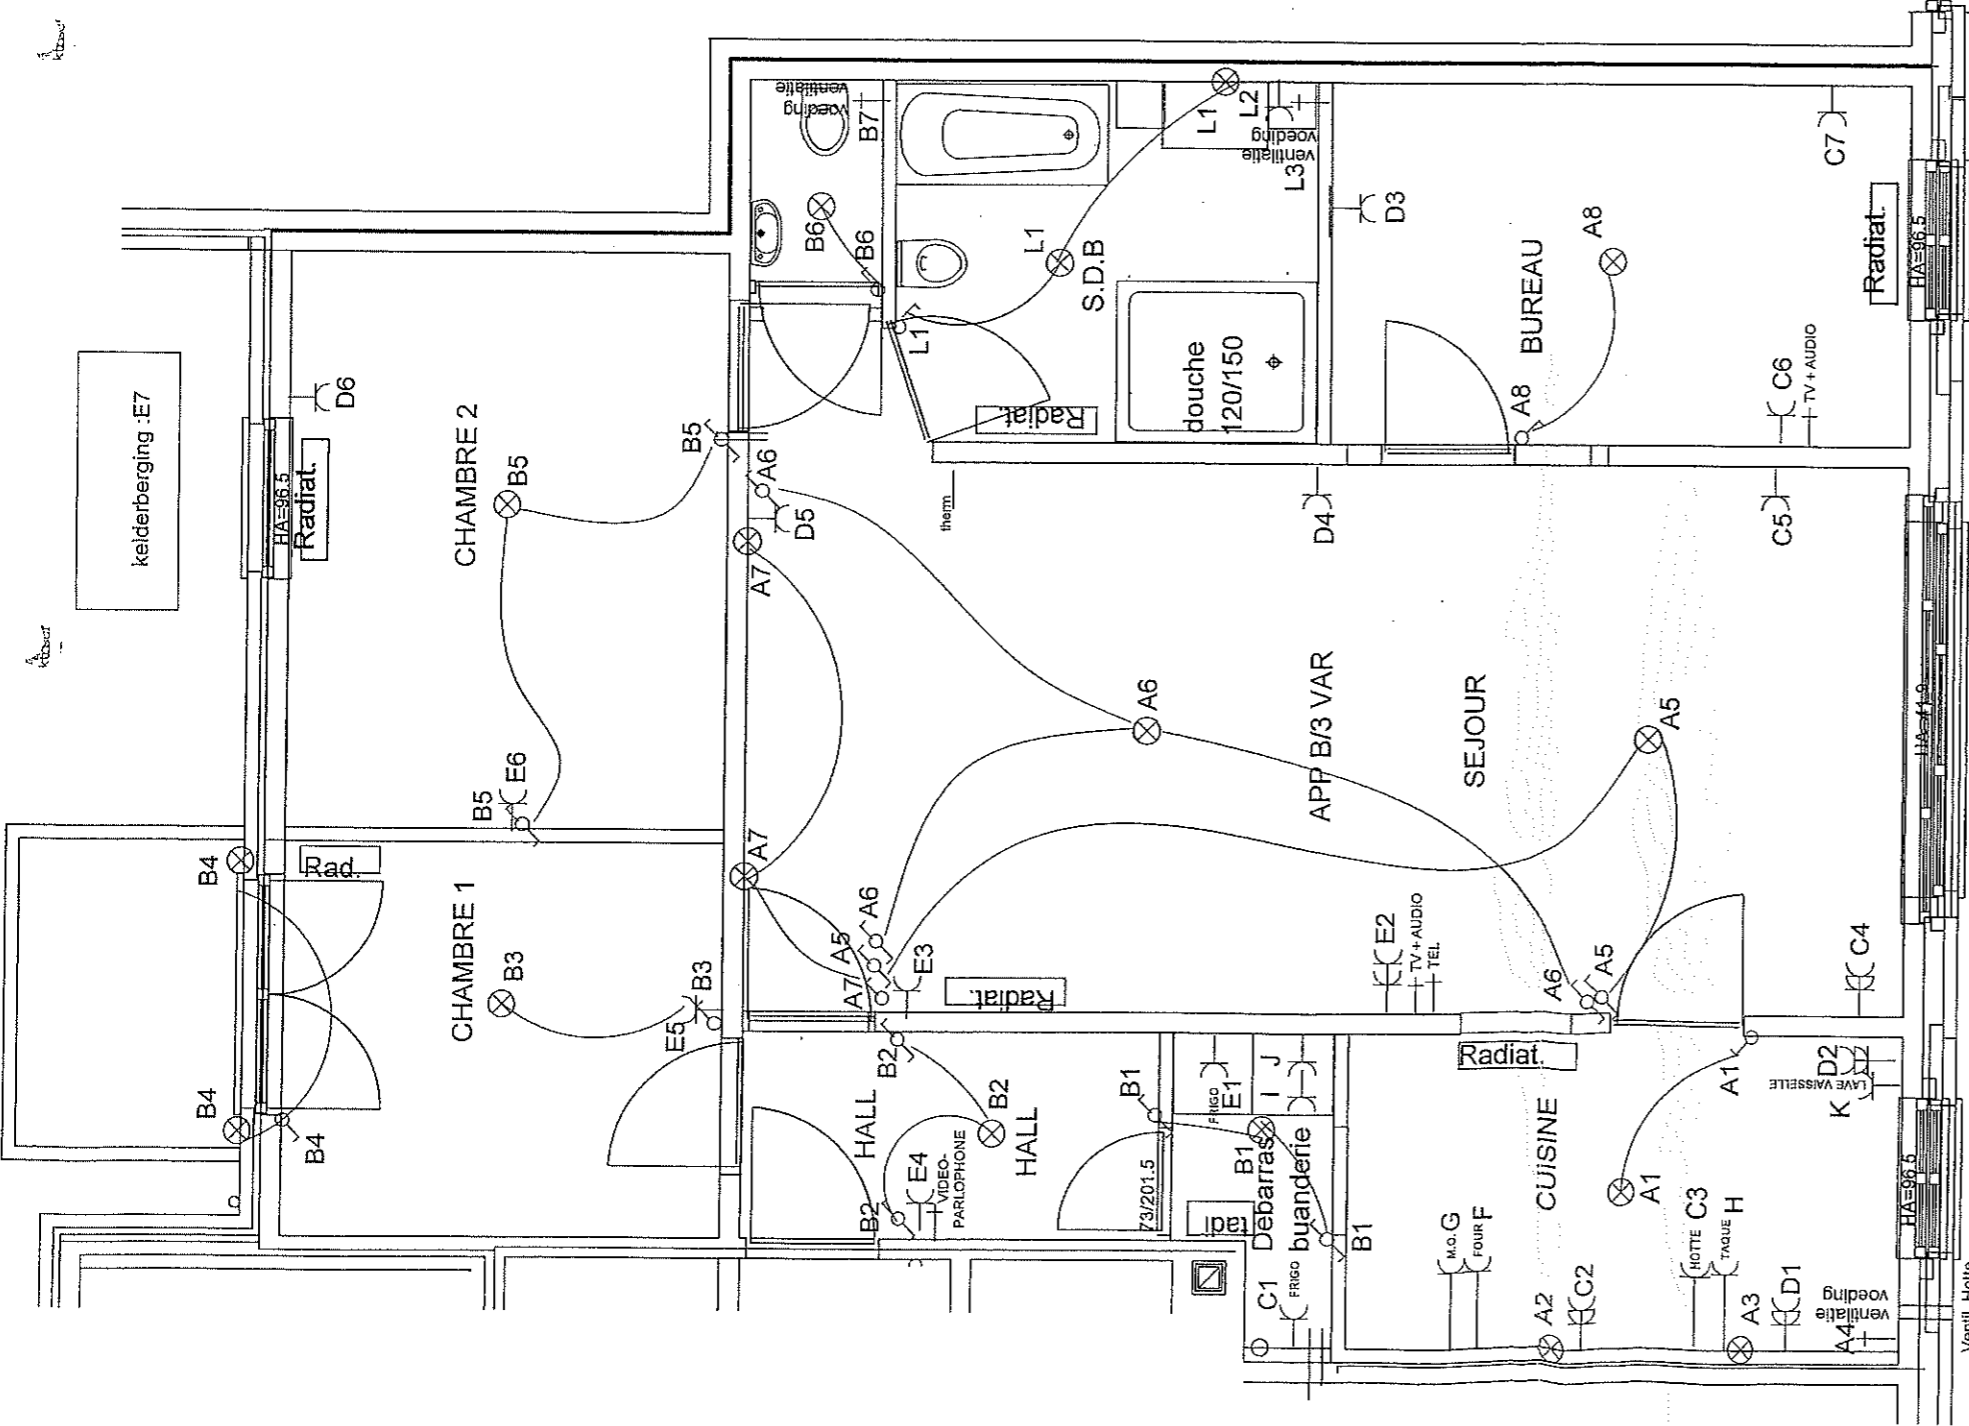 kelderberging :E7
HA=96.5
Radiat.
D6
CHAMBRE 2
B5
B5
A6
D5
A7
B5
E6
B4
Rad.
CHAMBRE 1
B3
B3
E5
A7
B4
B4
voeding
ventilatie
B7
B6
B6
L1
L1
S.D.B
L1
L2
voeding
ventilatie
L3
douche
120/150
Radiat.
D3
BUREAU
A8
A8
C7
Radiat.
HA=96.5
C6
TV + AUDIO
therm
D4
C5
A6
APP B/3 VAR
SEJOUR
A5
A6
A5
A7
E3
Radiat.
E2
TV + AUDIO
TEL
A6
A5
C4
B2
B2
HALL
HALL
B2
E4
VIDEO-
PARLOPHONE
B1
73/201.5
FRIGO
E1
I
J
B1
Debarras
buanderie
B1
C1
FRIGO
Radiat.
CUISINE
A1
A1
D2
LAVE VAISSELLE
K
HA=96.5
M.O. G
FOUR F
A2
C2
HOTTE C3
TAQUE H
A3
D1
voeding
ventilatie
A4